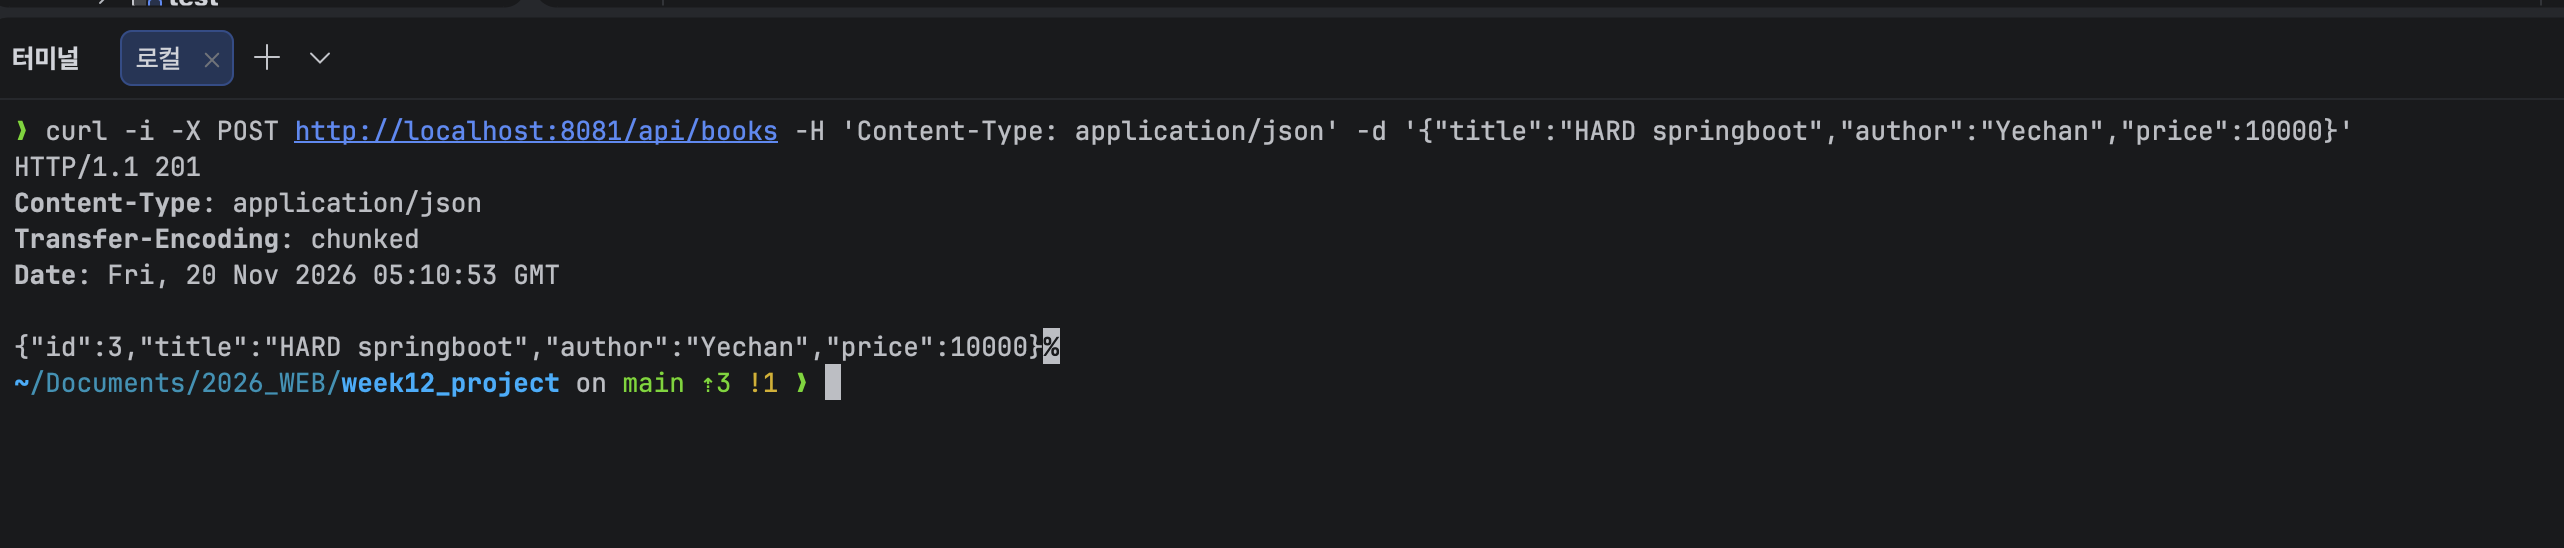 test
터미널 로컬
❯ curl -i -X POST http://localhost:8081/api/books -H 'Content-Type: application/json' -d '{"title":"HARD springboot","author":"Yechan","price":10000}'
HTTP/1.1 201
Content-Type: application/json
Transfer-Encoding: chunked
Date: Fri, 20 Nov 2026 05:10:53 GMT
{"id":3,"title":"HARD springboot","author":"Yechan","price":10000}%
~/Documents/2026_WEB/week12_project on main ⇡3 !1 ❯